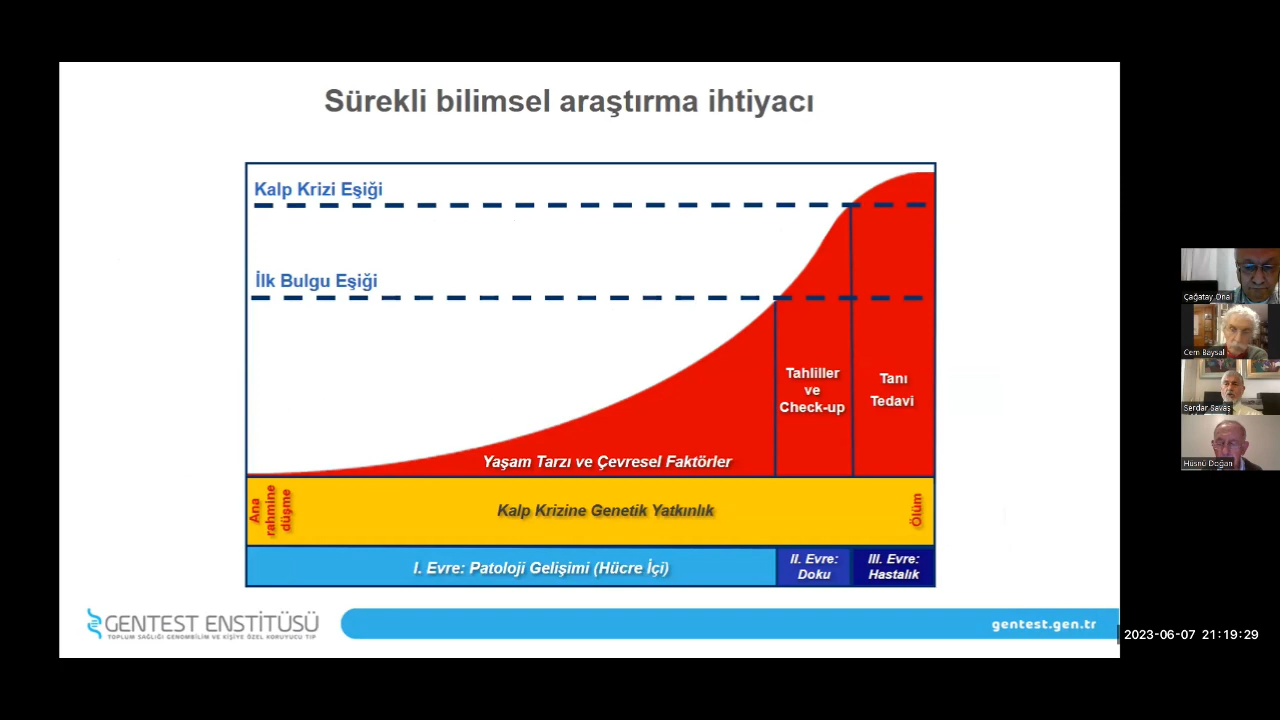 Sürekli bilimsel araştırma ihtiyacı
Kalp Krizi Eşiği
İlk Bulgu Eşiği
Tahliller
ve
Check-up
Tanı
Tedavi
Yaşam Tarzı ve Çevresel Faktörler
Ana
rahmine
düşme
Kalp Krizine Genetik Yatkınlık
Ölüm
I. Evre: Patoloji Gelişimi (Hücre İçi)
II. Evre:
Doku
III. Evre:
Hastalık
GENTEST ENSTİTÜSÜ
TOPLUM SAĞLIĞI GENOMBİLİM VE KİŞİYE ÖZEL KORUYUCU TIP
gentest.gen.tr
Çağatay Önal
Cem Baysal
Serdar Savaş
Hüsnü Doğan
2023-06-07 21:19:29